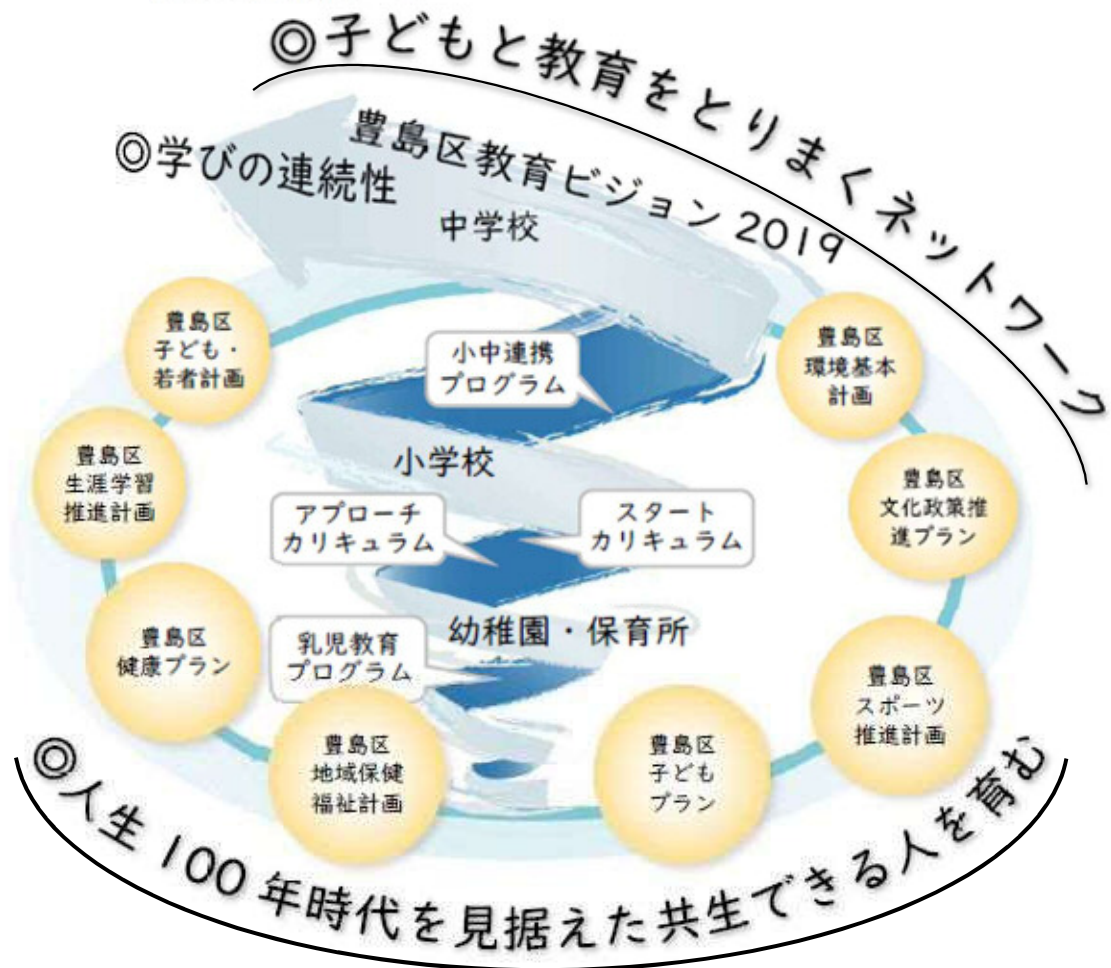 ◎子どもと教育をとりまくネットワーク
豊島区教育ビジョン2019
◎学びの連続性
中学校
豊島区
子ども・
若者計画
豊島区
環境基本
計画
小中連携
プログラム
豊島区
生涯学習
推進計画
小学校
豊島区
文化政策推
進プラン
アプローチ
カリキュラム
スタート
カリキュラム
豊島区
健康プラン
乳児教育
プログラム
幼稚園・保育所
豊島区
スポーツ
推進計画
豊島区
地域保健
福祉計画
豊島区
子ども
プラン
◎人生100年時代を見据えた共生できる人を育む